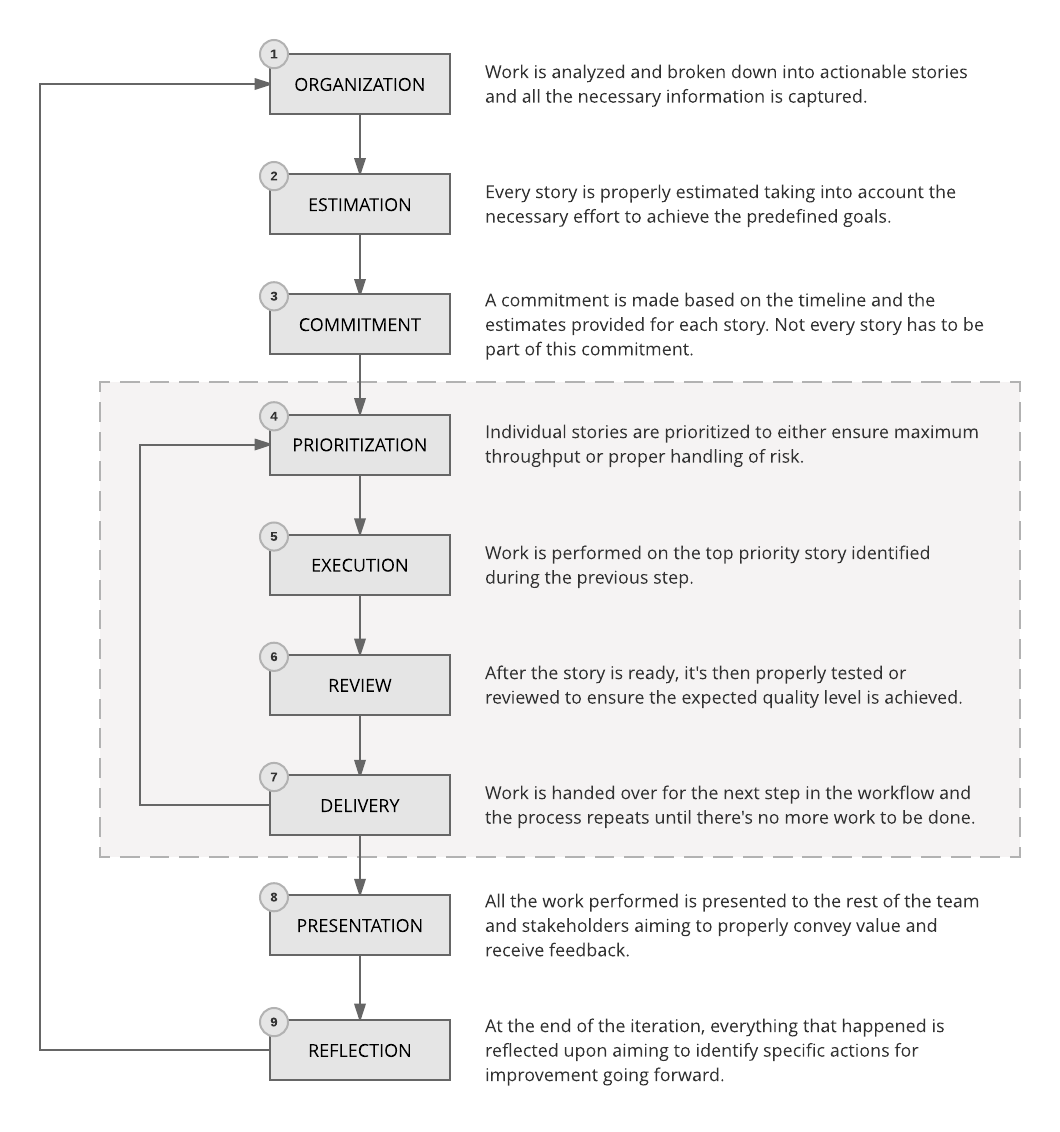 1
ORGANIZATION
Work is analyzed and broken down into actionable stories
and all the necessary information is captured.
2
ESTIMATION
Every story is properly estimated taking into account the
necessary effort to achieve the predefined goals.
3
COMMITMENT
A commitment is made based on the timeline and the
estimates provided for each story. Not every story has to be
part of this commitment.
4
PRIORITIZATION
Individual stories are prioritized to either ensure maximum
throughput or proper handling of risk.
5
EXECUTION
Work is performed on the top priority story identified
during the previous step.
6
REVIEW
After the story is ready, it's then properly tested or
reviewed to ensure the expected quality level is achieved.
7
DELIVERY
Work is handed over for the next step in the workflow and
the process repeats until there's no more work to be done.
8
PRESENTATION
All the work performed is presented to the rest of the team
and stakeholders aiming to properly convey value and
receive feedback.
9
REFLECTION
At the end of the iteration, everything that happened is
reflected upon aiming to identify specific actions for
improvement going forward.